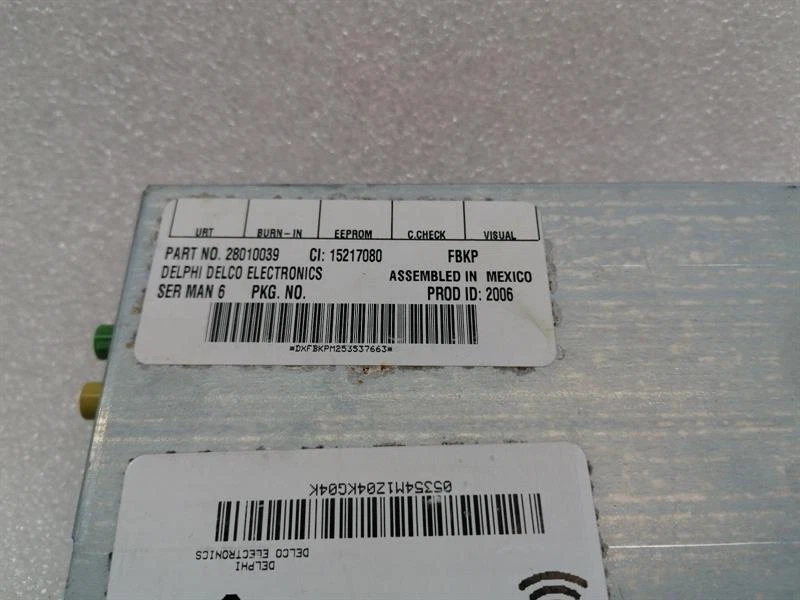 URT BURN-IN EEPROM C.CHECK VISUAL
PART NO. 28010039 CI: 15217080 FBKP
DELPHI DELCO ELECTRONICS ASSEMBLED IN MEXICO
SER MAN 6 PKG. NO. PROD ID: 2006
*DXFBKPM253537663*
05354M1Z04KG04K
DELPHI
DELCO ELECTRONICS